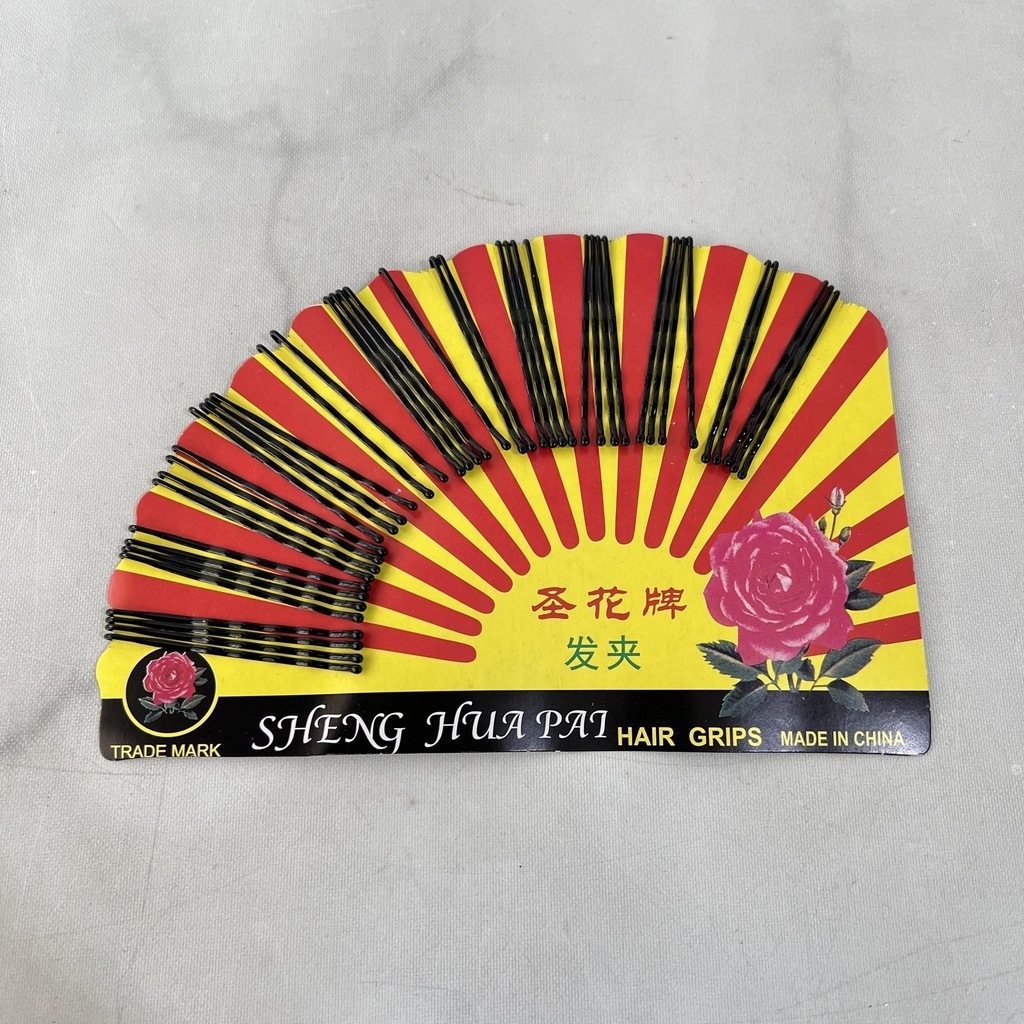 圣花牌
发夹
TRADE MARK
SHENG HUA PAI HAIR GRIPS MADE IN CHINA